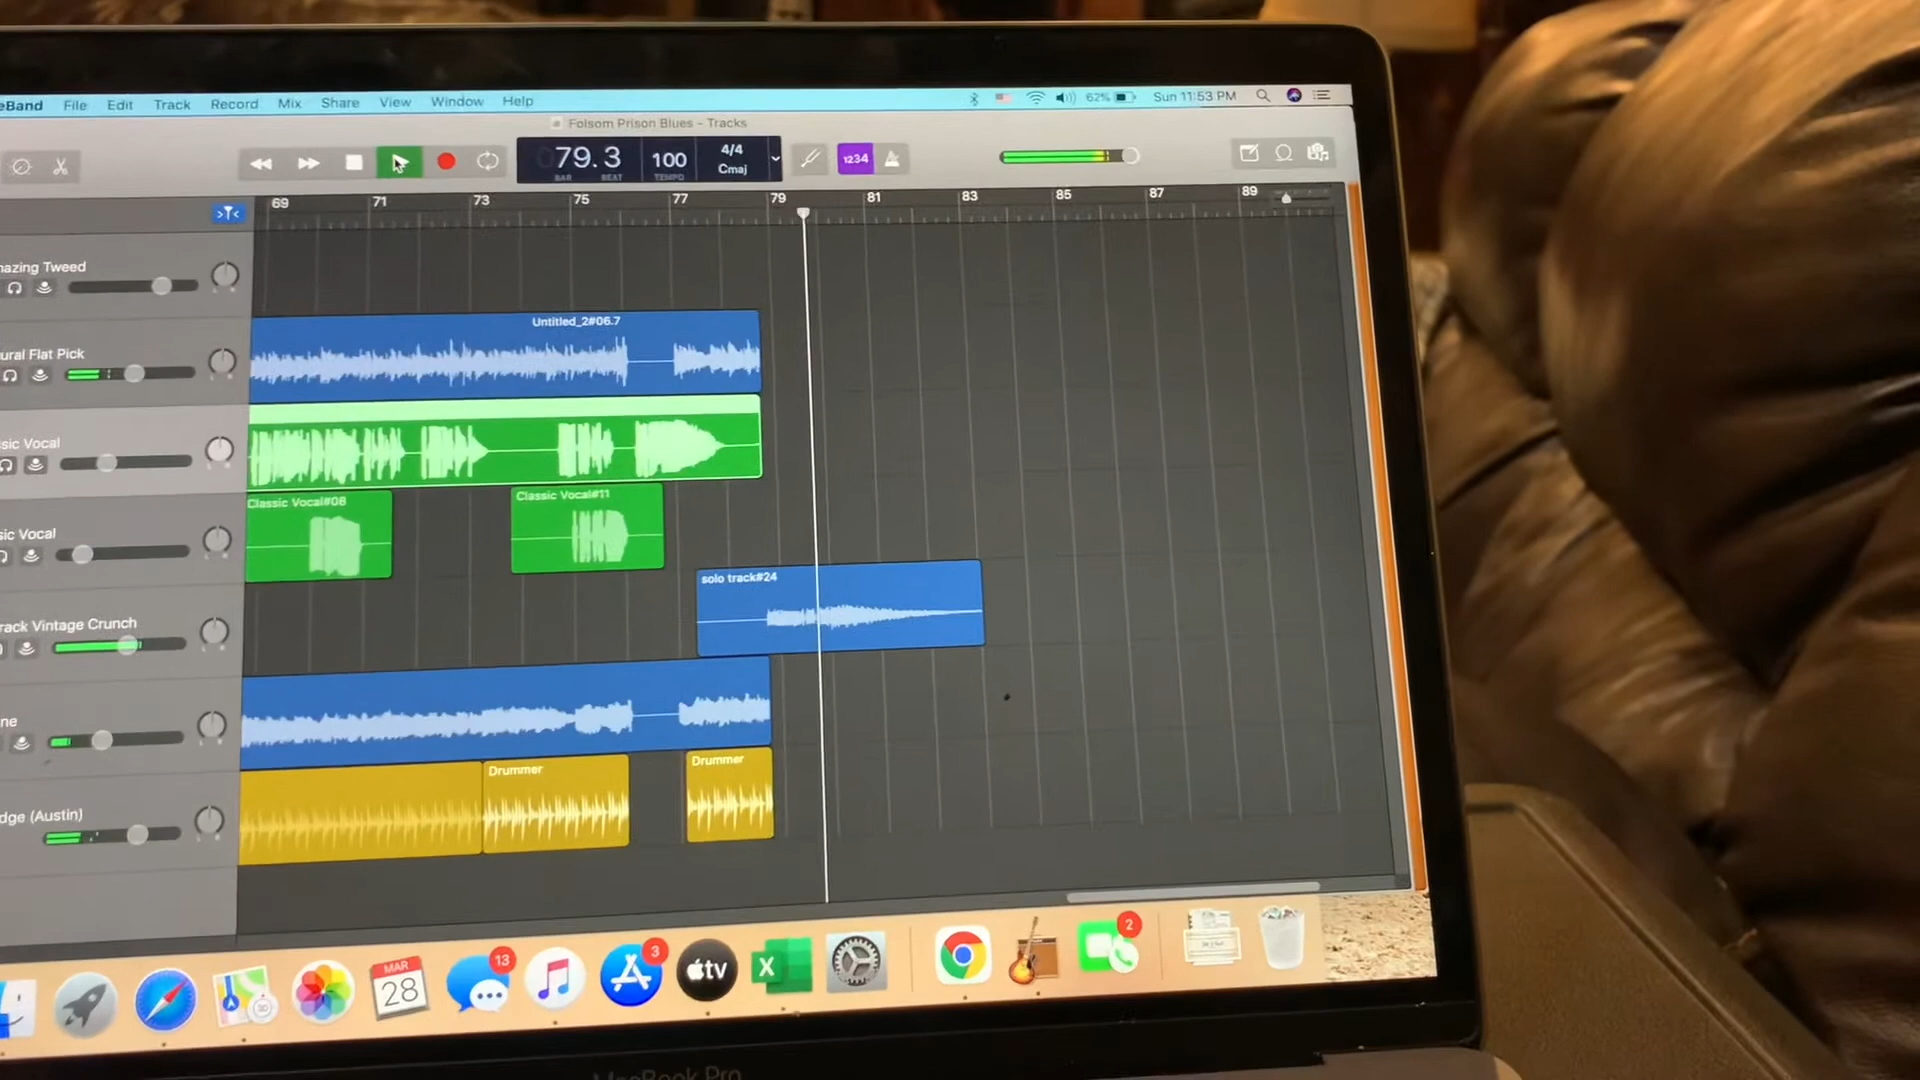 eBand File Edit Track Record Mix Share View Window Help 62% Sun 11:53 PM
Folsom Prison Blues - Tracks
79.3 100 4/4
Cmaj 1234
BAR BEAT TEMPO
69 71 73 75 77 79 81 83 85 87 89
azing Tweed
Untitled_2#06.7
ural Flat Pick
sic Vocal
Classic Vocal#08 Classic Vocal#11
sic Vocal
solo track#24
rack Vintage Crunch
ne
Drummer Drummer
dge (Austin)
2
13 3
MAR
28
tv
X
MacBook Pro